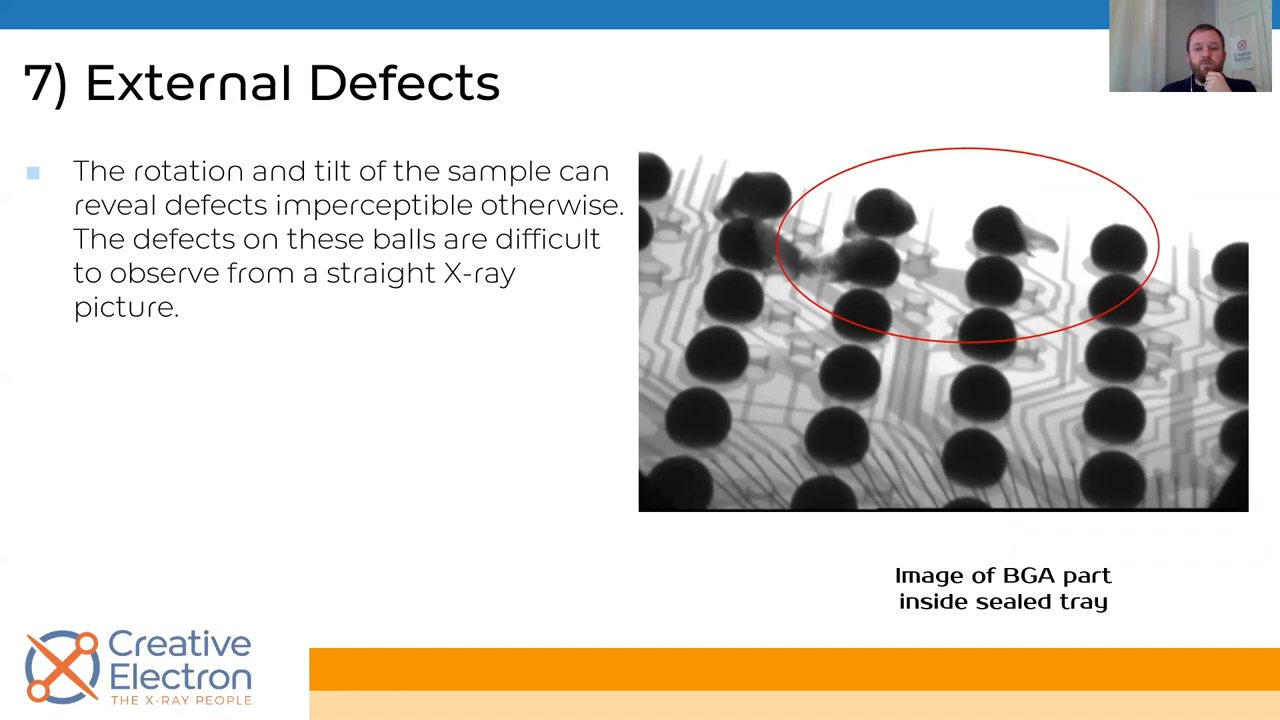 7) External Defects
The rotation and tilt of the sample can
reveal defects imperceptible otherwise.
The defects on these balls are difficult
to observe from a straight X-ray
picture.
Image of BGA part
inside sealed tray
Creative
Electron
THE X-RAY PEOPLE
Creative
Electron